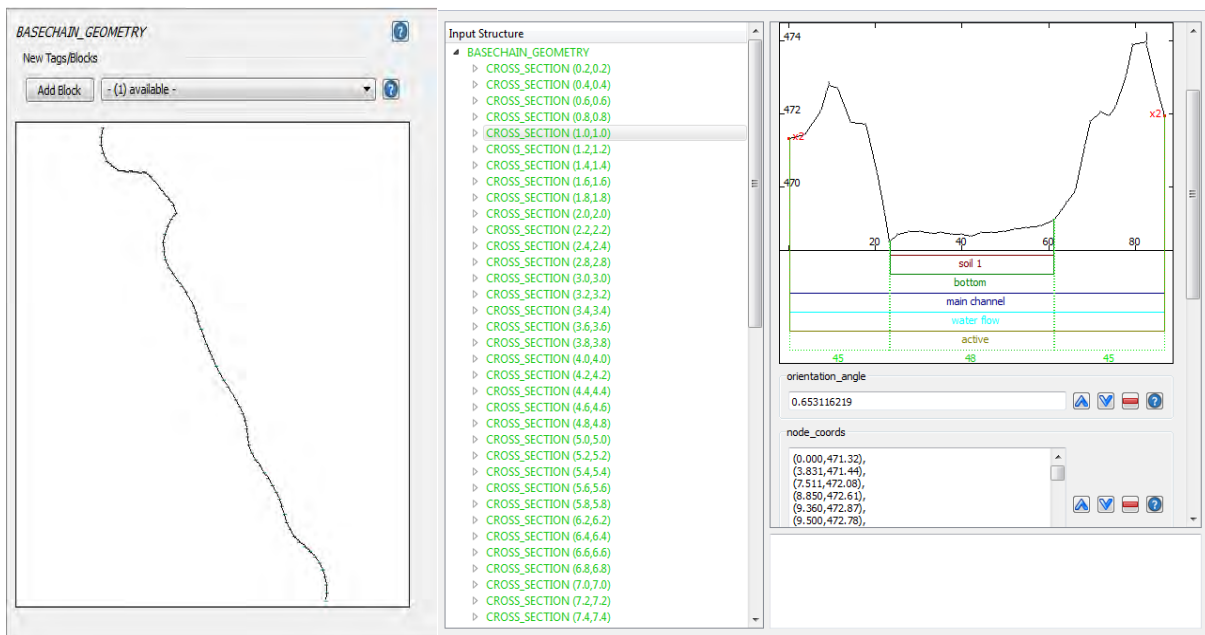 BASECHAIN_GEOMETRY
New Tags/Blocks
Add Block
- (1) available -
Input Structure
BASECHAIN_GEOMETRY
CROSS_SECTION (0.2,0.2)
CROSS_SECTION (0.4,0.4)
CROSS_SECTION (0.6,0.6)
CROSS_SECTION (0.8,0.8)
CROSS_SECTION (1.0,1.0)
CROSS_SECTION (1.2,1.2)
CROSS_SECTION (1.4,1.4)
CROSS_SECTION (1.6,1.6)
CROSS_SECTION (1.8,1.8)
CROSS_SECTION (2.0,2.0)
CROSS_SECTION (2.2,2.2)
CROSS_SECTION (2.4,2.4)
CROSS_SECTION (2.8,2.8)
CROSS_SECTION (3.0,3.0)
CROSS_SECTION (3.2,3.2)
CROSS_SECTION (3.4,3.4)
CROSS_SECTION (3.6,3.6)
CROSS_SECTION (3.8,3.8)
CROSS_SECTION (4.0,4.0)
CROSS_SECTION (4.2,4.2)
CROSS_SECTION (4.4,4.4)
CROSS_SECTION (4.6,4.6)
CROSS_SECTION (4.8,4.8)
CROSS_SECTION (5.0,5.0)
CROSS_SECTION (5.2,5.2)
CROSS_SECTION (5.4,5.4)
CROSS_SECTION (5.6,5.6)
CROSS_SECTION (5.8,5.8)
CROSS_SECTION (6.2,6.2)
CROSS_SECTION (6.4,6.4)
CROSS_SECTION (6.6,6.6)
CROSS_SECTION (6.8,6.8)
CROSS_SECTION (7.0,7.0)
CROSS_SECTION (7.2,7.2)
CROSS_SECTION (7.4,7.4)
474
472
x2
x2
470
20 40 60 80
soil 1
bottom
main channel
water flow
active
45 48 45
orientation_angle
0.653116219
node_coords
(0.000,471.32),
(3.831,471.44),
(7.511,472.08),
(8.850,472.61),
(9.360,472.87),
(9.500,472.78),